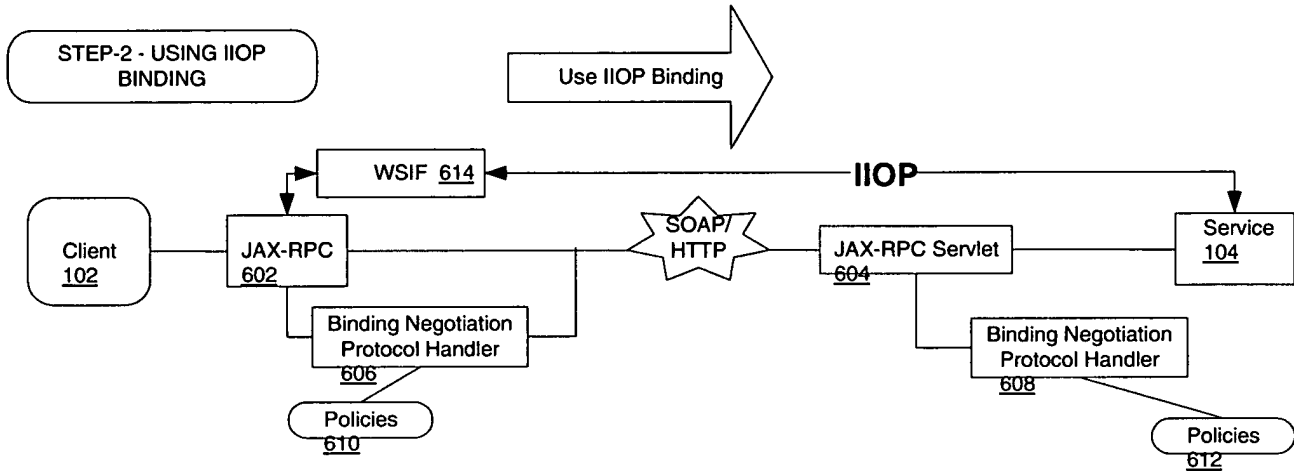 STEP-2 - USING IIOP
BINDING
Use IIOP Binding
WSIF 614
IIOP
Client
102
JAX-RPC
602
SOAP/
HTTP
JAX-RPC Servlet
604
Service
104
Binding Negotiation
Protocol Handler
606
Binding Negotiation
Protocol Handler
608
Policies
610
Policies
612